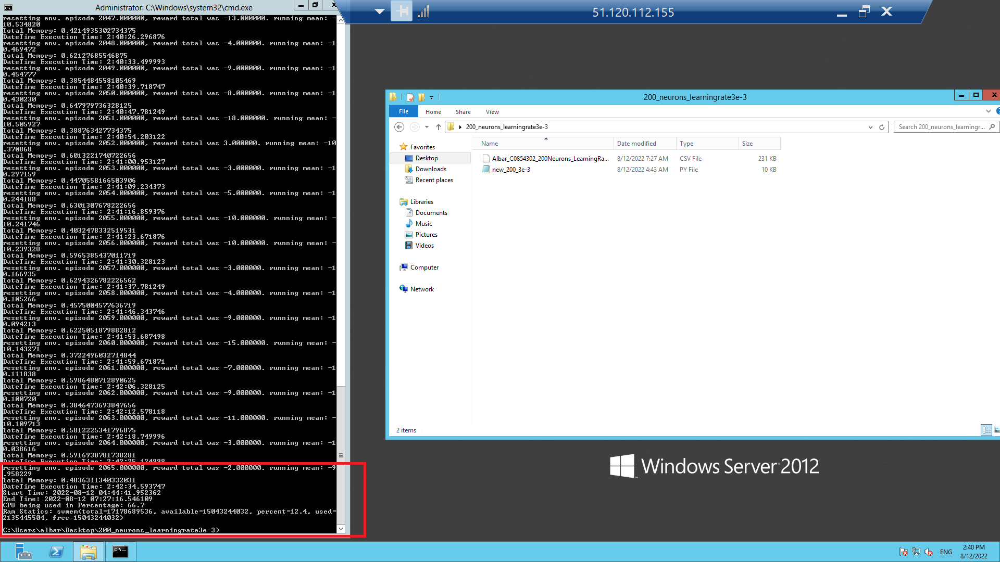 Administrator: C:\Windows\system32\cmd.exe
resetting env. episode 2047.000000, reward total was -13.000000. running mean: -
10.534820
Total Memory: 0.4214935302734375
DateTime Execution Time: 2:40:26.296876
resetting env. episode 2048.000000, reward total was -4.000000. running mean: -1
0.469472
Total Memory: 0.62127685546875
DateTime Execution Time: 2:40:33.499993
resetting env. episode 2049.000000, reward total was -9.000000. running mean: -1
0.454777
Total Memory: 0.3854484558105469
DateTime Execution Time: 2:40:39.718747
resetting env. episode 2050.000000, reward total was -8.000000. running mean: -1
0.430230
Total Memory: 0.647979736328125
DateTime Execution Time: 2:40:47.781249
resetting env. episode 2051.000000, reward total was -18.000000. running mean: -
10.505927
Total Memory: 0.388763427734375
DateTime Execution Time: 2:40:54.203122
resetting env. episode 2052.000000, reward total was 3.000000. running mean: -10
.370868
Total Memory: 0.6013221740722656
DateTime Execution Time: 2:41:00.953127
resetting env. episode 2053.000000, reward total was -3.000000. running mean: -1
0.297159
Total Memory: 0.4470558166503906
DateTime Execution Time: 2:41:09.234373
resetting env. episode 2054.000000, reward total was -5.000000. running mean: -1
0.244188
Total Memory: 0.6301307678222656
DateTime Execution Time: 2:41:16.859376
resetting env. episode 2055.000000, reward total was -10.000000. running mean: -
10.241746
Total Memory: 0.4032478332519531
DateTime Execution Time: 2:41:23.671876
resetting env. episode 2056.000000, reward total was -10.000000. running mean: -
10.239328
Total Memory: 0.5965385437011719
DateTime Execution Time: 2:41:30.328123
resetting env. episode 2057.000000, reward total was -3.000000. running mean: -1
0.166935
Total Memory: 0.6294326782226562
DateTime Execution Time: 2:41:37.781249
resetting env. episode 2058.000000, reward total was -4.000000. running mean: -1
0.105266
Total Memory: 0.4575004577636719
DateTime Execution Time: 2:41:46.343746
resetting env. episode 2059.000000, reward total was -9.000000. running mean: -1
0.094213
Total Memory: 0.6225051879882812
DateTime Execution Time: 2:41:53.687498
resetting env. episode 2060.000000, reward total was -15.000000. running mean: -
10.143271
Total Memory: 0.3722496032714844
DateTime Execution Time: 2:41:59.671871
resetting env. episode 2061.000000, reward total was -7.000000. running mean: -1
0.111838
Total Memory: 0.5986480712890625
DateTime Execution Time: 2:42:06.328125
resetting env. episode 2062.000000, reward total was -9.000000. running mean: -1
0.100720
Total Memory: 0.3846473693847656
DateTime Execution Time: 2:42:12.578118
resetting env. episode 2063.000000, reward total was -11.000000. running mean: -
10.109713
Total Memory: 0.5812225341796875
DateTime Execution Time: 2:42:18.749996
resetting env. episode 2064.000000, reward total was -3.000000. running mean: -1
0.038616
Total Memory: 0.5916938781738281
DateTime Execution Time: 2:42:25.124998
resetting env. episode 2065.000000, reward total was -2.000000. running mean: -9
.958229
Total Memory: 0.4836311340332031
DateTime Execution Time: 2:42:34.593747
Start Time: 2022-08-12 04:44:41.952362
End Time: 2022-08-12 07:27:16.546109
CPU being used in Percentage: 66.7
Ram Statics: svmem(total=17178689536, available=15043244032, percent=12.4, used=
2135445504, free=15043244032)
C:\Users\albar\Desktop\200_neurons_learningrate3e-3>
51.120.112.155
200_neurons_learningrate3e-3
File Home Share View
200_neurons_learningrate3e-3
Search 200_neurons_learningr...
Name Date modified Type Size
Albar_C0854302_200Neurons_LearningRa... 8/12/2022 7:27 AM CSV File 231 KB
new_200_3e-3 8/12/2022 4:43 AM PY File 10 KB
Favorites
Desktop
Downloads
Recent places
Libraries
Documents
Music
Pictures
Videos
Computer
Network
2 items
Windows Server 2012
ENG
2:40 PM
8/12/2022